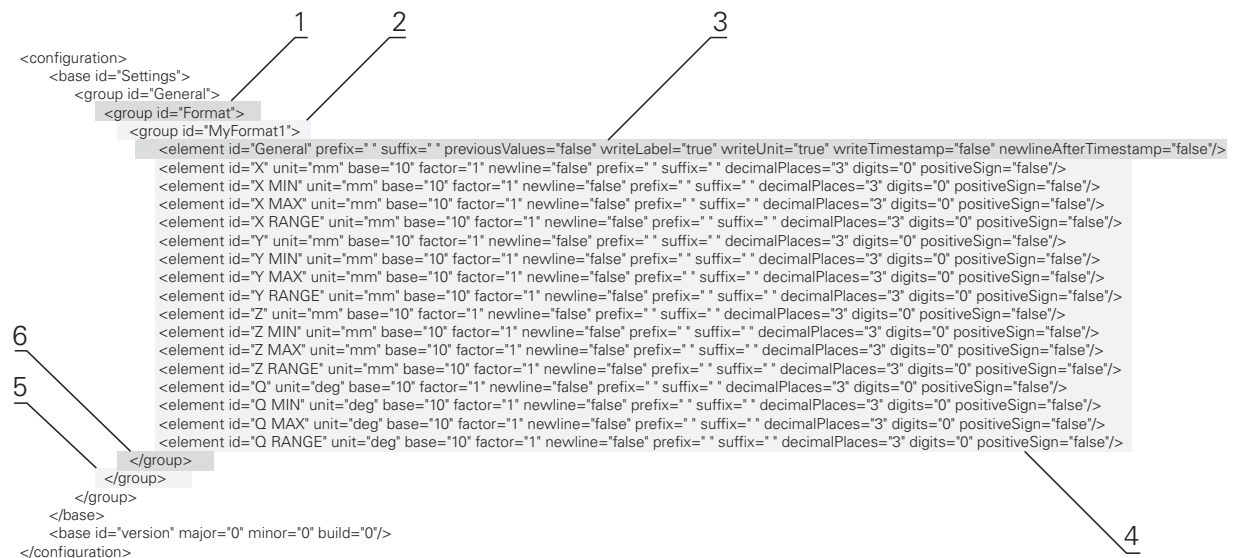 1 2 3
<configuration>
<base id="Settings">
<group id="General">
<group id="Format">
<group id="MyFormat1">
<element id="General" prefix=" " suffix=" " previousValues="false" writeLabel="true" writeUnit="true" writeTimestamp="false" newlineAfterTimestamp="false"/>
<element id="X" unit="mm" base="10" factor="1" newline="false" prefix=" " suffix=" " decimalPlaces="3" digits="0" positiveSign="false"/>
<element id="X MIN" unit="mm" base="10" factor="1" newline="false" prefix=" " suffix=" " decimalPlaces="3" digits="0" positiveSign="false"/>
<element id="X MAX" unit="mm" base="10" factor="1" newline="false" prefix=" " suffix=" " decimalPlaces="3" digits="0" positiveSign="false"/>
<element id="X RANGE" unit="mm" base="10" factor="1" newline="false" prefix=" " suffix=" " decimalPlaces="3" digits="0" positiveSign="false"/>
<element id="Y" unit="mm" base="10" factor="1" newline="false" prefix=" " suffix=" " decimalPlaces="3" digits="0" positiveSign="false"/>
<element id="Y MIN" unit="mm" base="10" factor="1" newline="false" prefix=" " suffix=" " decimalPlaces="3" digits="0" positiveSign="false"/>
<element id="Y MAX" unit="mm" base="10" factor="1" newline="false" prefix=" " suffix=" " decimalPlaces="3" digits="0" positiveSign="false"/>
<element id="Y RANGE" unit="mm" base="10" factor="1" newline="false" prefix=" " suffix=" " decimalPlaces="3" digits="0" positiveSign="false"/>
<element id="Z" unit="mm" base="10" factor="1" newline="false" prefix=" " suffix=" " decimalPlaces="3" digits="0" positiveSign="false"/>
<element id="Z MIN" unit="mm" base="10" factor="1" newline="false" prefix=" " suffix=" " decimalPlaces="3" digits="0" positiveSign="false"/>
<element id="Z MAX" unit="mm" base="10" factor="1" newline="false" prefix=" " suffix=" " decimalPlaces="3" digits="0" positiveSign="false"/>
<element id="Z RANGE" unit="mm" base="10" factor="1" newline="false" prefix=" " suffix=" " decimalPlaces="3" digits="0" positiveSign="false"/>
<element id="Q" unit="deg" base="10" factor="1" newline="false" prefix=" " suffix=" " decimalPlaces="3" digits="0" positiveSign="false"/>
<element id="Q MIN" unit="deg" base="10" factor="1" newline="false" prefix=" " suffix=" " decimalPlaces="3" digits="0" positiveSign="false"/>
<element id="Q MAX" unit="deg" base="10" factor="1" newline="false" prefix=" " suffix=" " decimalPlaces="3" digits="0" positiveSign="false"/>
<element id="Q RANGE" unit="deg" base="10" factor="1" newline="false" prefix=" " suffix=" " decimalPlaces="3" digits="0" positiveSign="false"/>
6
5
</group>
</group>
</group>
</base>
<base id="version" major="0" minor="0" build="0"/>
</configuration>
4